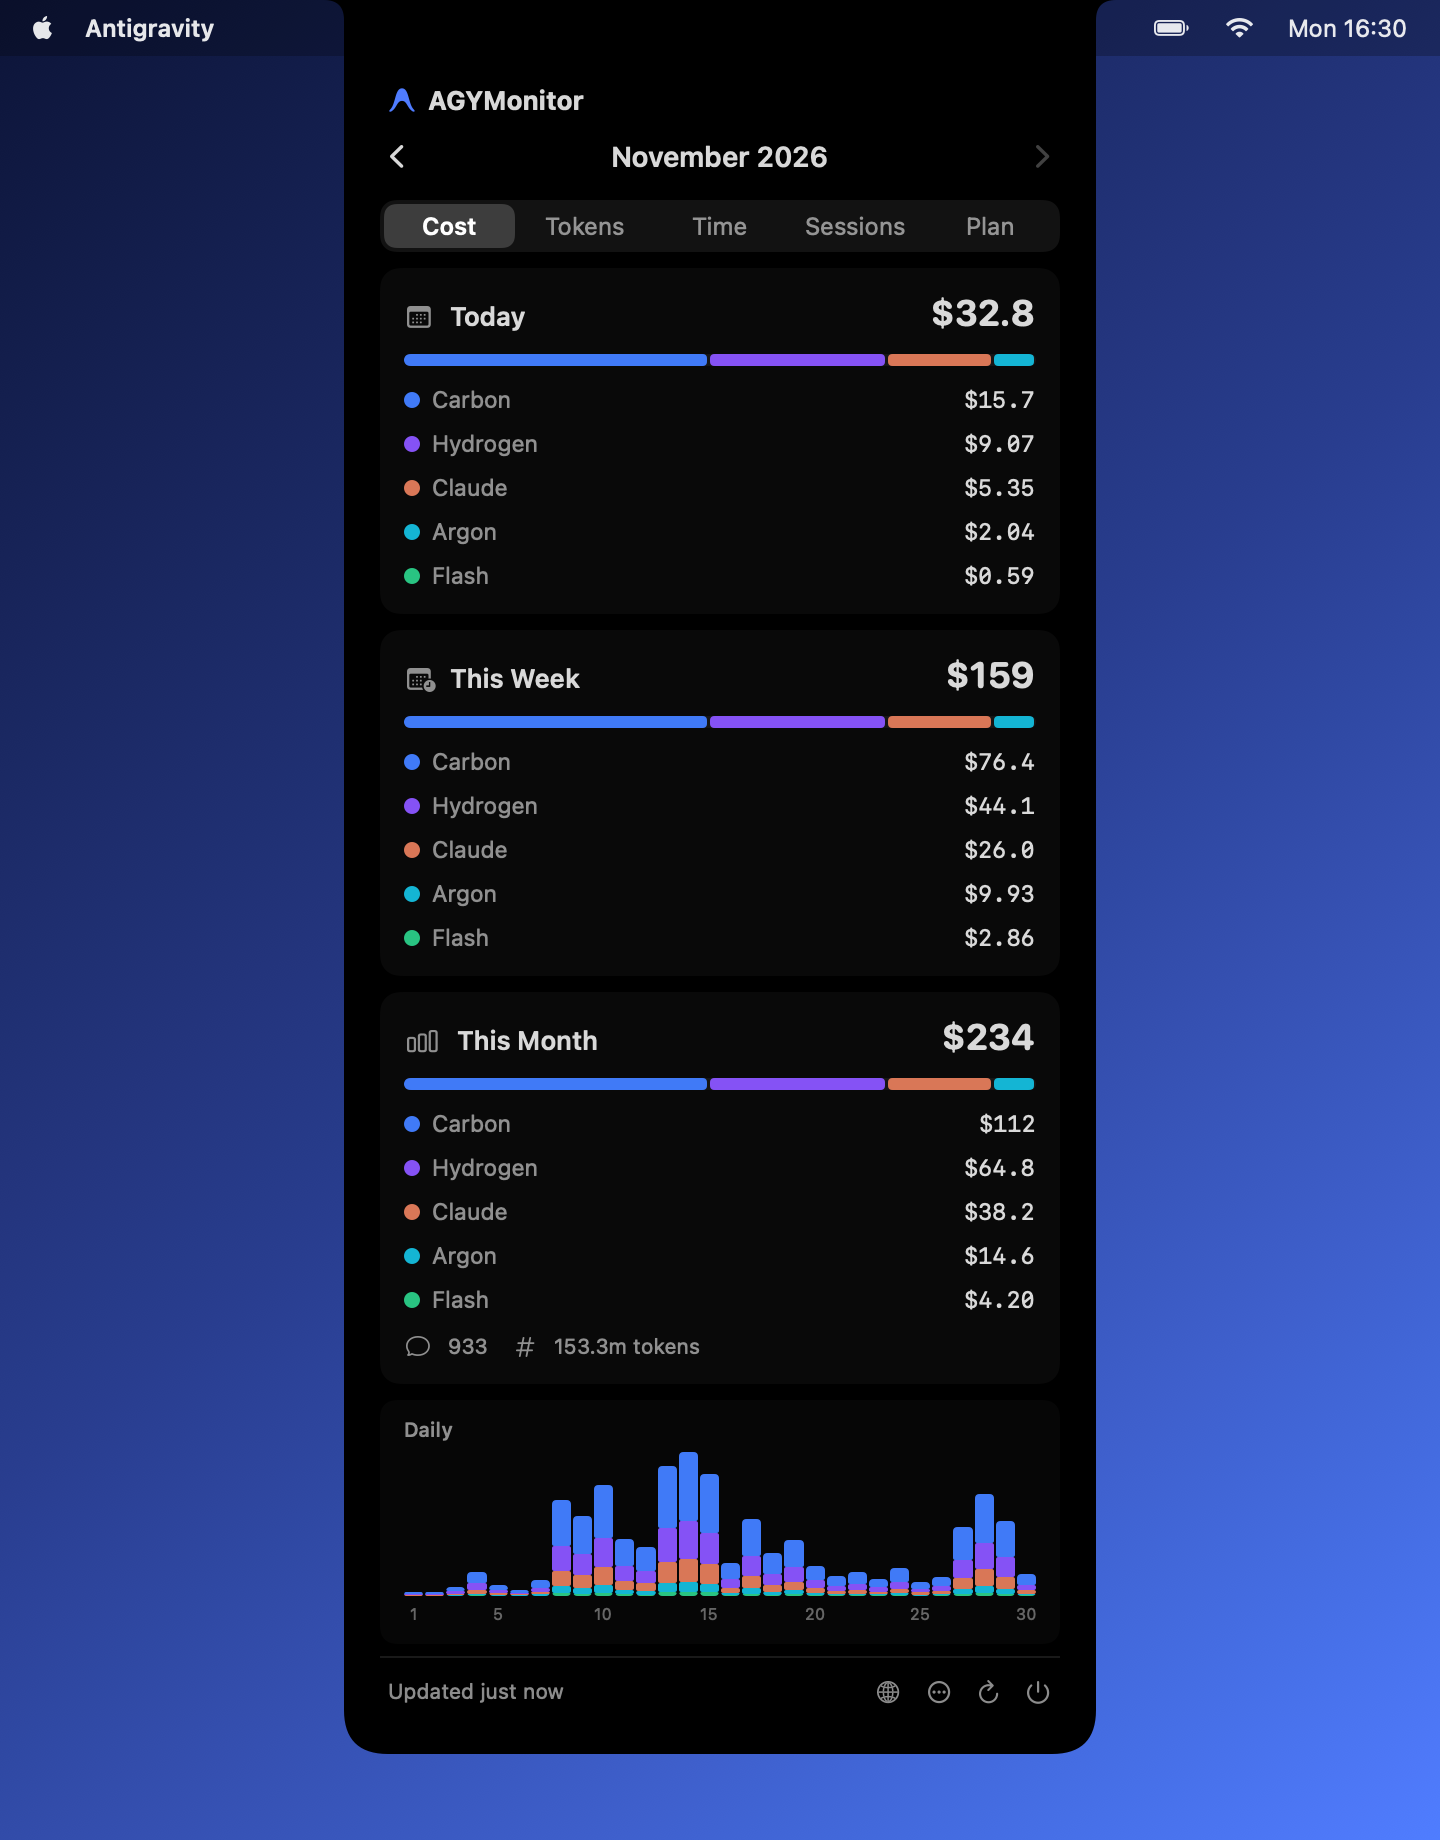 Antigravity
Mon 16:30
AGYMonitor
November 2026
Cost Tokens Time Sessions Plan
Today $32.8
Carbon $15.7
Hydrogen $9.07
Claude $5.35
Argon $2.04
Flash $0.59
This Week $159
Carbon $76.4
Hydrogen $44.1
Claude $26.0
Argon $9.93
Flash $2.86
This Month $234
Carbon $112
Hydrogen $64.8
Claude $38.2
Argon $14.6
Flash $4.20
933 # 153.3m tokens
Daily
1 5 10 15 20 25 30
Updated just now